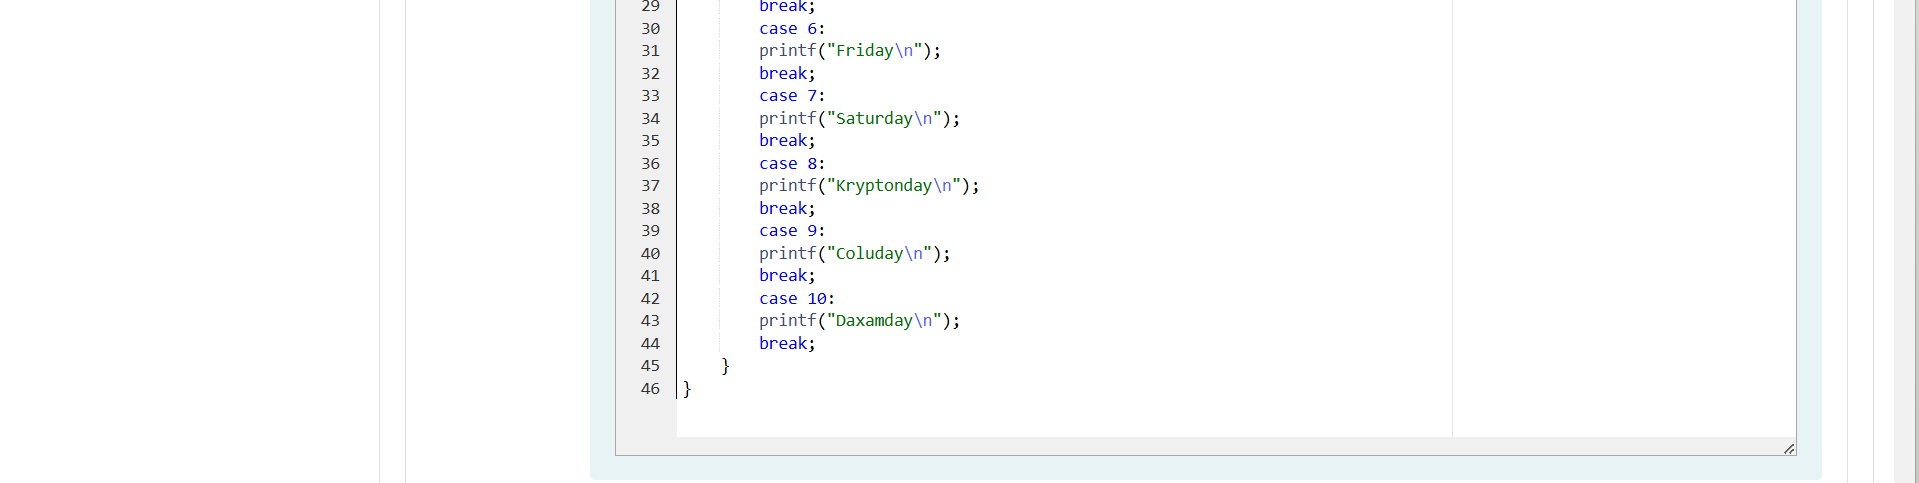 29 break;
30 case 6:
31 printf("Friday\n");
32 break;
33 case 7:
34 printf("Saturday\n");
35 break;
36 case 8:
37 printf("Kryptonday\n");
38 break;
39 case 9:
40 printf("Coluday\n");
41 break;
42 case 10:
43 printf("Daxamday\n");
44 break;
45 }
46 }